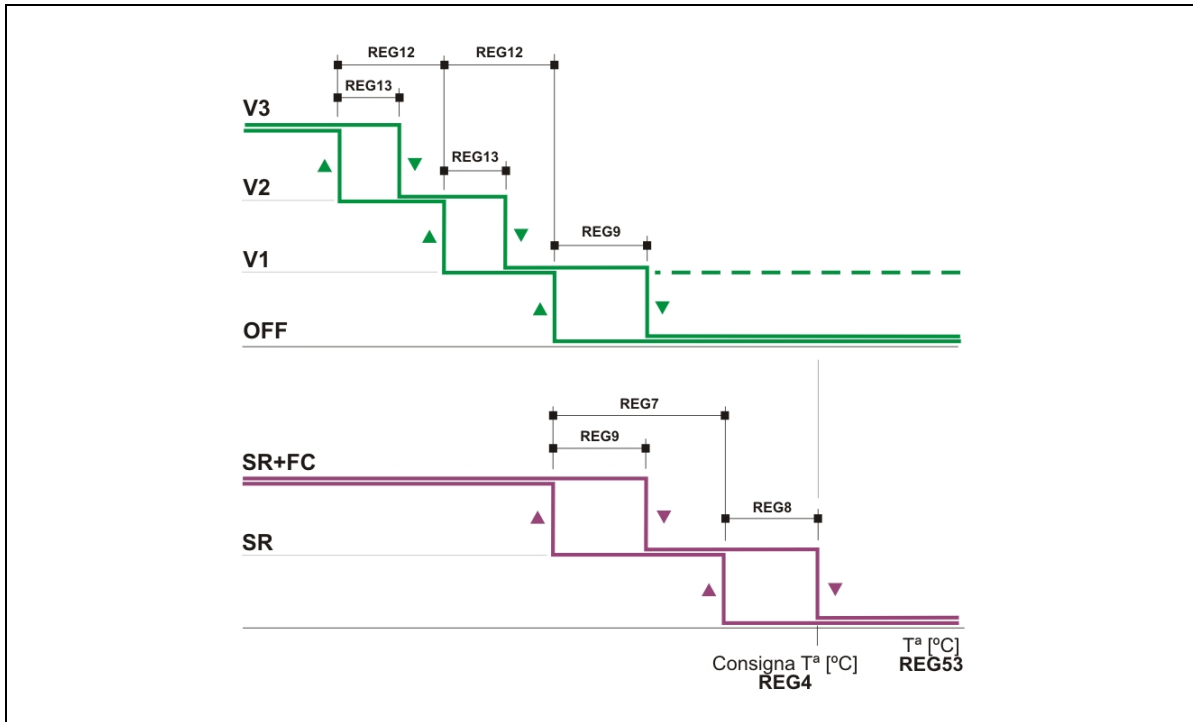 REG12 REG12
REG13
V3
REG13
V2
REG9
V1
OFF
REG7
REG9
SR+FC
REG8
SR
Consigna Tª [ºC]
REG4
Tª [ºC]
REG53